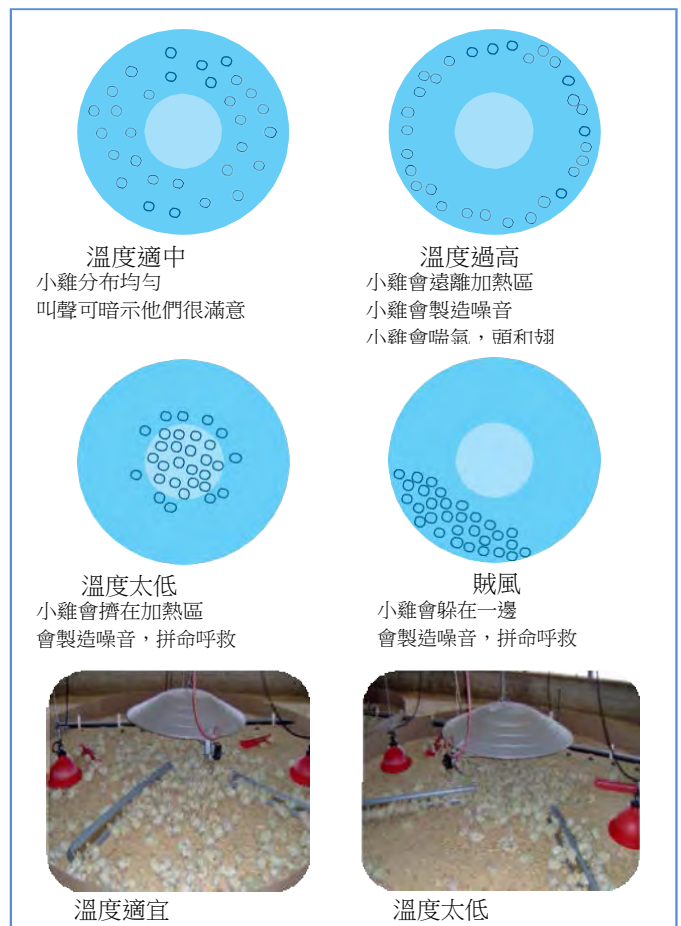 溫度適中
小雞分布均勻
叫聲可暗示他們很滿意
溫度過高
小雞會遠離加熱區
小雞會製造噪音
小雞會喘氣，頭和翅
溫度太低
小雞會擠在加熱區
會製造噪音，拼命呼救
賊風
小雞會躲在一邊
會製造噪音，拼命呼救
溫度適宜
溫度太低